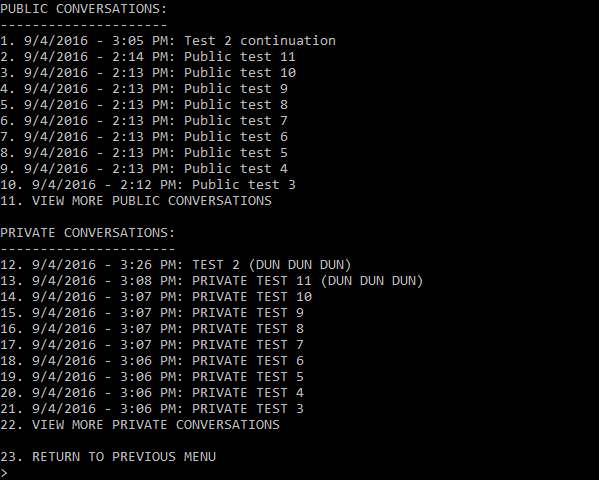 PUBLIC CONVERSATIONS:
---------------------
1. 9/4/2016 - 3:05 PM: Test 2 continuation
2. 9/4/2016 - 2:14 PM: Public test 11
3. 9/4/2016 - 2:13 PM: Public test 10
4. 9/4/2016 - 2:13 PM: Public test 9
5. 9/4/2016 - 2:13 PM: Public test 8
6. 9/4/2016 - 2:13 PM: Public test 7
7. 9/4/2016 - 2:13 PM: Public test 6
8. 9/4/2016 - 2:13 PM: Public test 5
9. 9/4/2016 - 2:13 PM: Public test 4
10. 9/4/2016 - 2:12 PM: Public test 3
11. VIEW MORE PUBLIC CONVERSATIONS

PRIVATE CONVERSATIONS:
----------------------
12. 9/4/2016 - 3:26 PM: TEST 2 (DUN DUN DUN)
13. 9/4/2016 - 3:08 PM: PRIVATE TEST 11 (DUN DUN DUN)
14. 9/4/2016 - 3:07 PM: PRIVATE TEST 10
15. 9/4/2016 - 3:07 PM: PRIVATE TEST 9
16. 9/4/2016 - 3:07 PM: PRIVATE TEST 8
17. 9/4/2016 - 3:07 PM: PRIVATE TEST 7
18. 9/4/2016 - 3:06 PM: PRIVATE TEST 6
19. 9/4/2016 - 3:06 PM: PRIVATE TEST 5
20. 9/4/2016 - 3:06 PM: PRIVATE TEST 4
21. 9/4/2016 - 3:06 PM: PRIVATE TEST 3
22. VIEW MORE PRIVATE CONVERSATIONS

23. RETURN TO PREVIOUS MENU
>